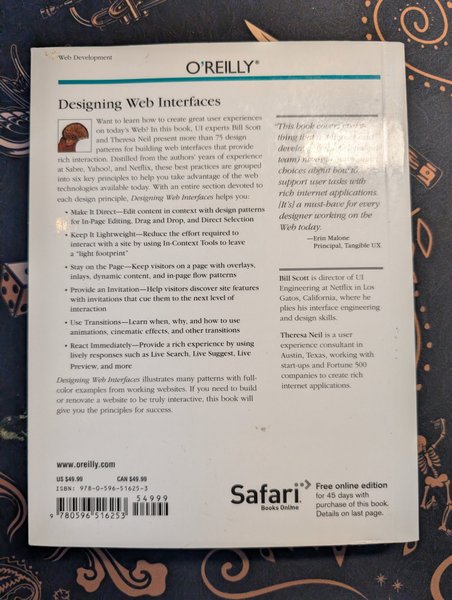 Web Development
O'REILLY®
Designing Web Interfaces
Want to learn how to create great user experiences
on today's Web? In this book, UI experts Bill Scott
and Theresa Neil present more than 75 design
patterns for building web interfaces that provide
rich interaction. Distilled from the authors' years of experience
at Sabre, Yahoo!, and Netflix, these best practices are grouped
into six key principles to help you take advantage of the web
technologies available today. With an entire section devoted to
each design principle, Designing Web Interfaces helps you:
• Make It Direct—Edit content in context with design patterns
for In-Page Editing, Drag and Drop, and Direct Selection
• Keep It Lightweight—Reduce the effort required to
interact with a site by using In-Context Tools to leave
a "light footprint"
• Stay on the Page—Keep visitors on a page with overlays,
inlays, dynamic content, and in-page flow patterns
• Provide an Invitation—Help visitors discover site features
with invitations that cue them to the next level of
interaction
• Use Transitions—Learn when, why, and how to use
animations, cinematic effects, and other transitions
• React Immediately—Provide a rich experience by using
lively responses such as Live Search, Live Suggest, Live
Preview, and more
Designing Web Interfaces illustrates many patterns with full-
color examples from working websites. If you need to build
or renovate a website to be truly interactive, this book will
give you the principles for success.
"This book covers
thing
develo
team)
choices about how to
support user tasks with
rich internet applications.
(It's) a must-have for every
designer working on the
Web today.
—Erin Malone
Principal, Tangible UX
Bill Scott is director of UI
Engineering at Netflix in Los
Gatos, California, where he
plies his interface engineering
and design skills.
Theresa Neil is a user
experience consultant in
Austin, Texas, working with
start-ups and Fortune 500
companies to create rich
internet applications.
www.oreilly.com
US $49.99 CAN $49.99
ISBN: 978-0-596-51625-3
54999
9 780596 516253
Safari
Books Online
Free online edition
for 45 days with
purchase of this book.
Details on last page.